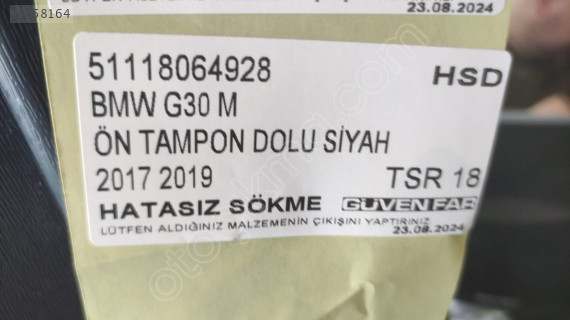 58164
23.08.2024
51118064928 HSD
BMW G30 M
ÖN TAMPON DOLU SİYAH
2017 2019 TSR 18
HATASIZ SÖKME GÜVEN FAR
LÜTFEN ALDIĞINIZ MALZEMENİN ÇIKIŞINI YAPTIRINIZ
23.08.2024